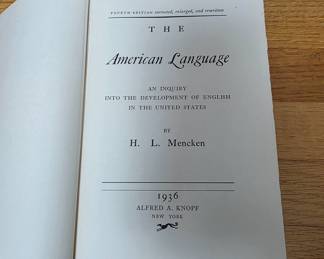 FOURTH EDITION corrected, enlarged, and rewritten
THE
American Language
AN INQUIRY
INTO THE DEVELOPMENT OF ENGLISH
IN THE UNITED STATES
BY
H. L. Mencken
1936
ALFRED A. KNOPF
NEW YORK